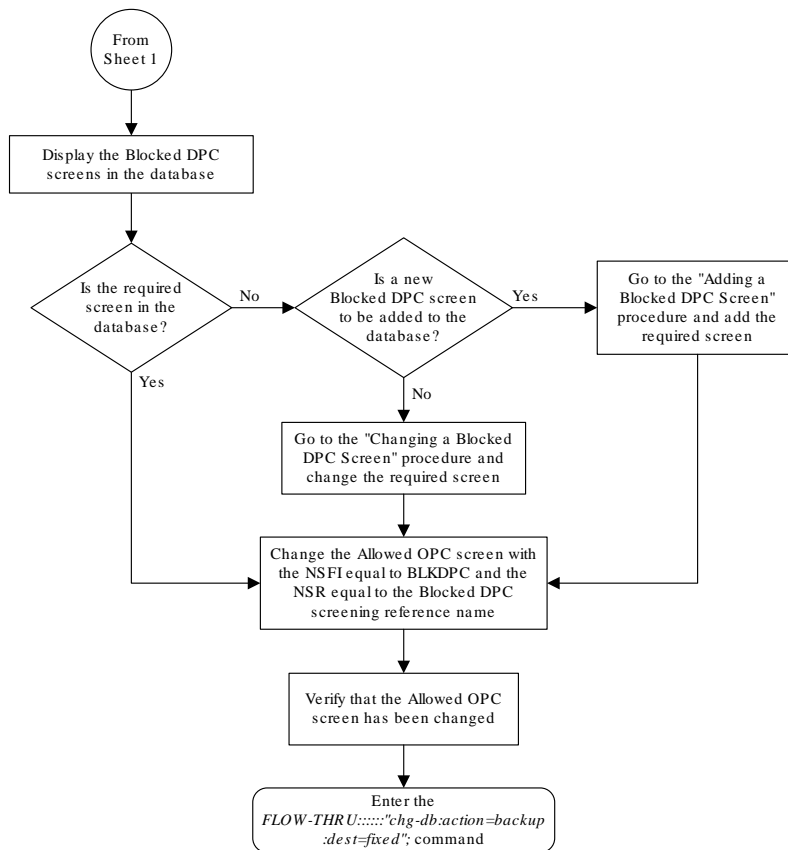 From
Sheet 1
Display the Blocked DPC
screens in the database
Is the required
screen in the
database?
No
Yes
Is a new
Blocked DPC screen
to be added to the
database?
Yes
No
Go to the "Adding a
Blocked DPC Screen"
procedure and add the
required screen
Go to the "Changing a Blocked
DPC Screen" procedure and
change the required screen
Change the Allowed OPC screen with
the NSFI equal to BLKDPC and the
NSR equal to the Blocked DPC
screening reference name
Verify that the Allowed OPC
screen has been changed
Enter the
FLOW-THRU::::::"chg-db:action=backup
:dest=fixed"; command